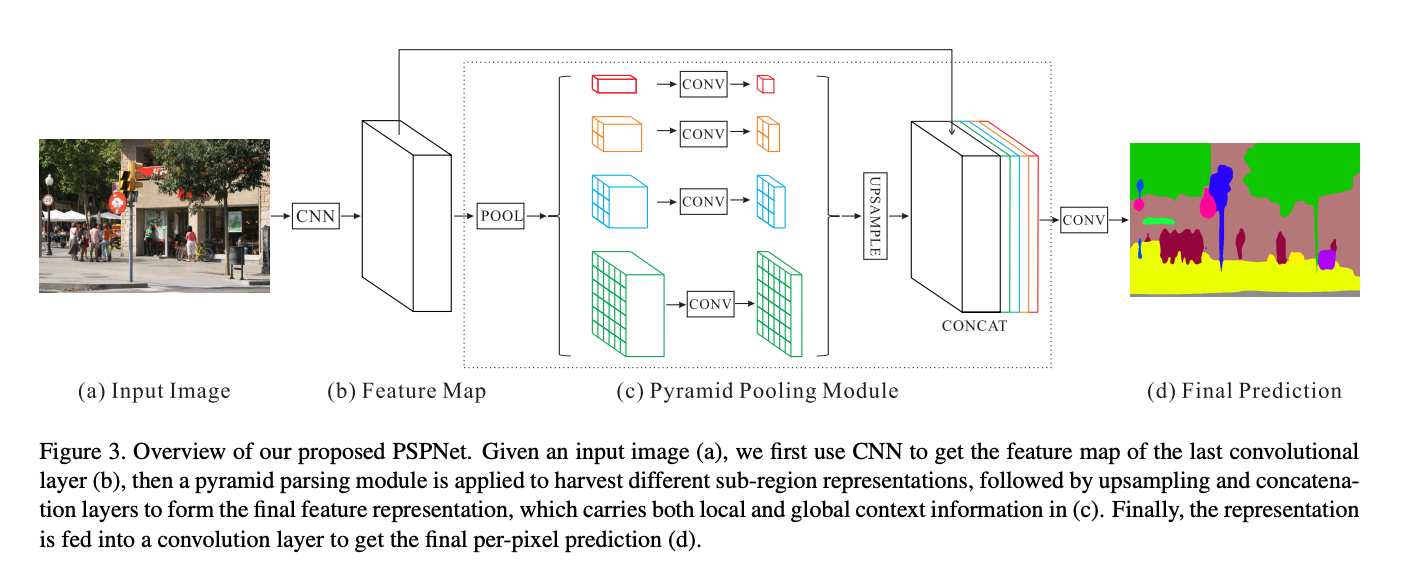 CNN
POOL
CONV
CONV
CONV
CONV
UPSAMPLE
CONCAT
CONV
(a) Input Image
(b) Feature Map
(c) Pyramid Pooling Module
(d) Final Prediction
Figure 3. Overview of our proposed PSPNet. Given an input image (a), we first use CNN to get the feature map of the last convolutional
layer (b), then a pyramid parsing module is applied to harvest different sub-region representations, followed by upsampling and concatena-
tion layers to form the final feature representation, which carries both local and global context information in (c). Finally, the representation
is fed into a convolution layer to get the final per-pixel prediction (d).